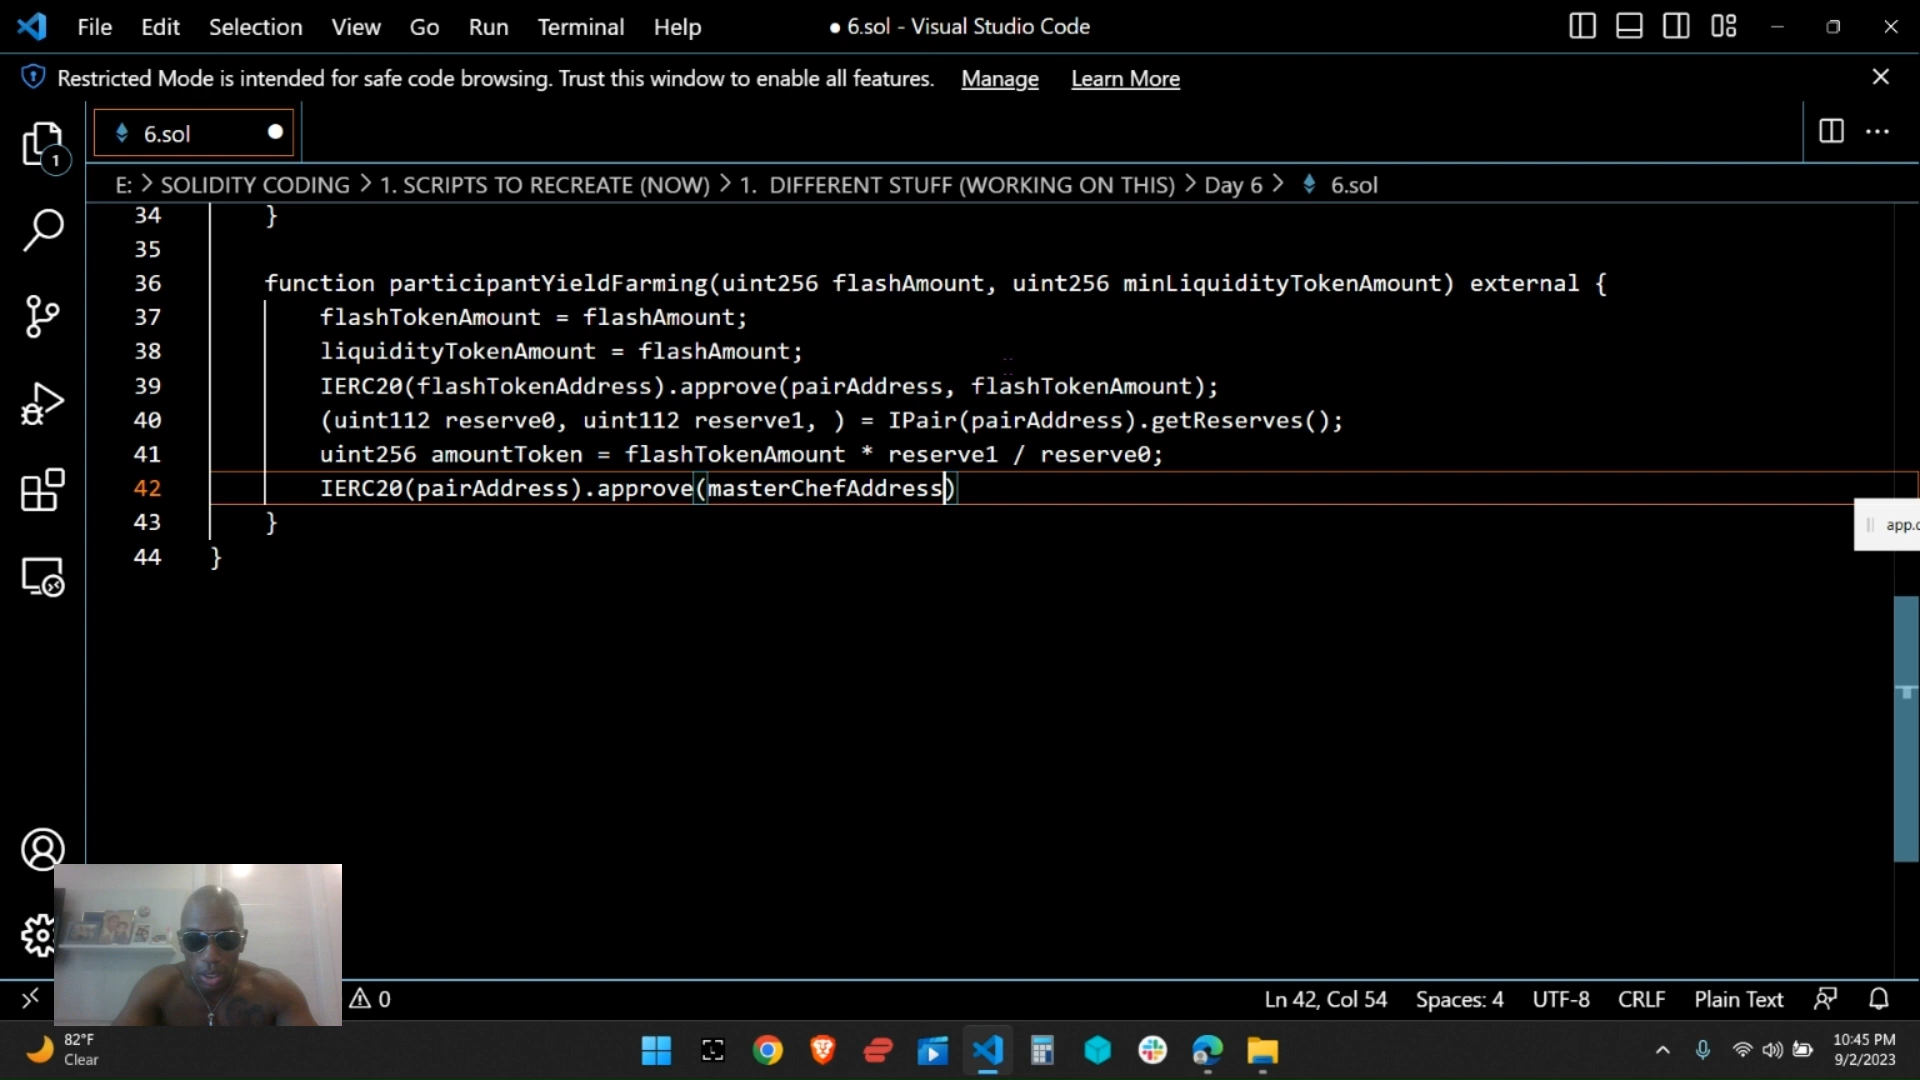 File Edit Selection View Go Run Terminal Help ● 6.sol - Visual Studio Code
Restricted Mode is intended for safe code browsing. Trust this window to enable all features. Manage Learn More
6.sol
1
E: > SOLIDITY CODING > 1. SCRIPTS TO RECREATE (NOW) > 1. DIFFERENT STUFF (WORKING ON THIS) > Day 6 > 6.sol
34 }
35
36 function participantYieldFarming(uint256 flashAmount, uint256 minLiquidityTokenAmount) external {
37 flashTokenAmount = flashAmount;
38 liquidityTokenAmount = flashAmount;
39 IERC20(flashTokenAddress).approve(pairAddress, flashTokenAmount);
40 (uint112 reserve0, uint112 reserve1, ) = IPair(pairAddress).getReserves();
41 uint256 amountToken = flashTokenAmount * reserve1 / reserve0;
42 IERC20(pairAddress).approve(masterChefAddress)
43 }
44 }
0
Ln 42, Col 54 Spaces: 4 UTF-8 CRLF Plain Text
82°F
Clear
10:45 PM
9/2/2023